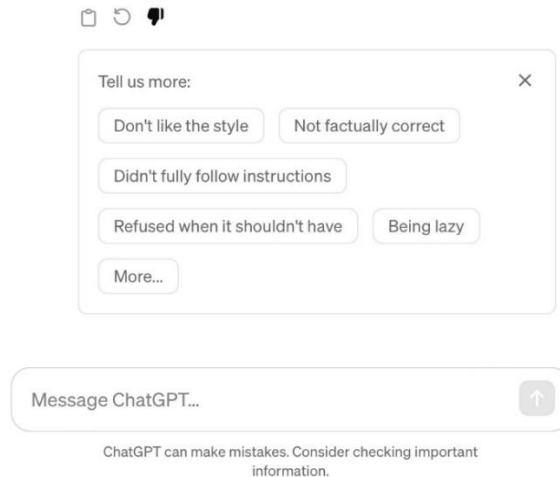 Tell us more:
Don't like the style Not factually correct
Didn't fully follow instructions
Refused when it shouldn't have Being lazy
More...
Message ChatGPT...
ChatGPT can make mistakes. Consider checking important
information.